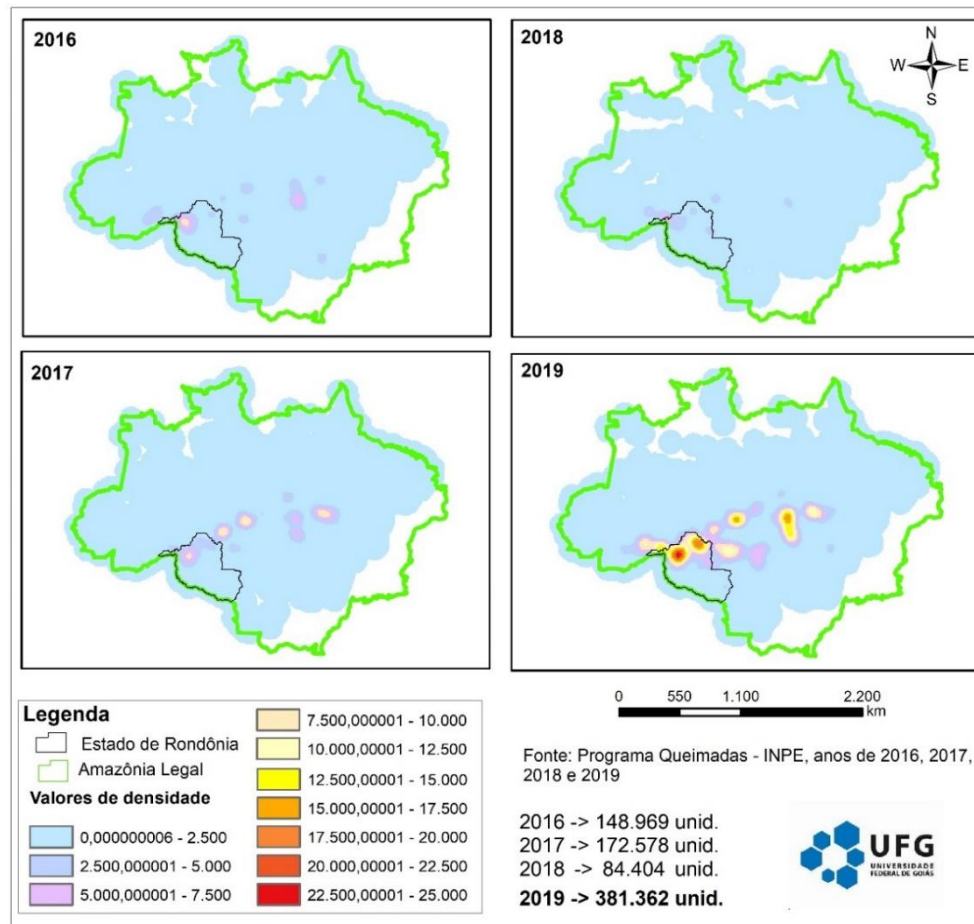 2016
2018
N
W
E
S
2017
2019
Legenda
Estado de Rondônia
Amazônia Legal
Valores de densidade
0,000000006 - 2.500
2.500,000001 - 5.000
5.000,000001 - 7.500
7.500,000001 - 10.000
10.000,00001 - 12.500
12.500,00001 - 15.000
15.000,00001 - 17.500
17.500,00001 - 20.000
20.000,00001 - 22.500
22.500,00001 - 25.000
0 550 1.100 2.200
km
Fonte: Programa Queimadas - INPE, anos de 2016, 2017,
2018 e 2019
2016 -> 148.969 unid.
2017 -> 172.578 unid.
2018 -> 84.404 unid.
2019 -> 381.362 unid.
UFG
UNIVERSIDADE
FEDERAL DE GOIÁS